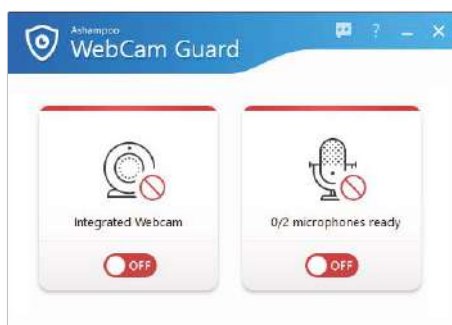 Ashampoo
WebCam Guard
?
Integrated Webcam
0/2 microphones ready
OFF
OFF